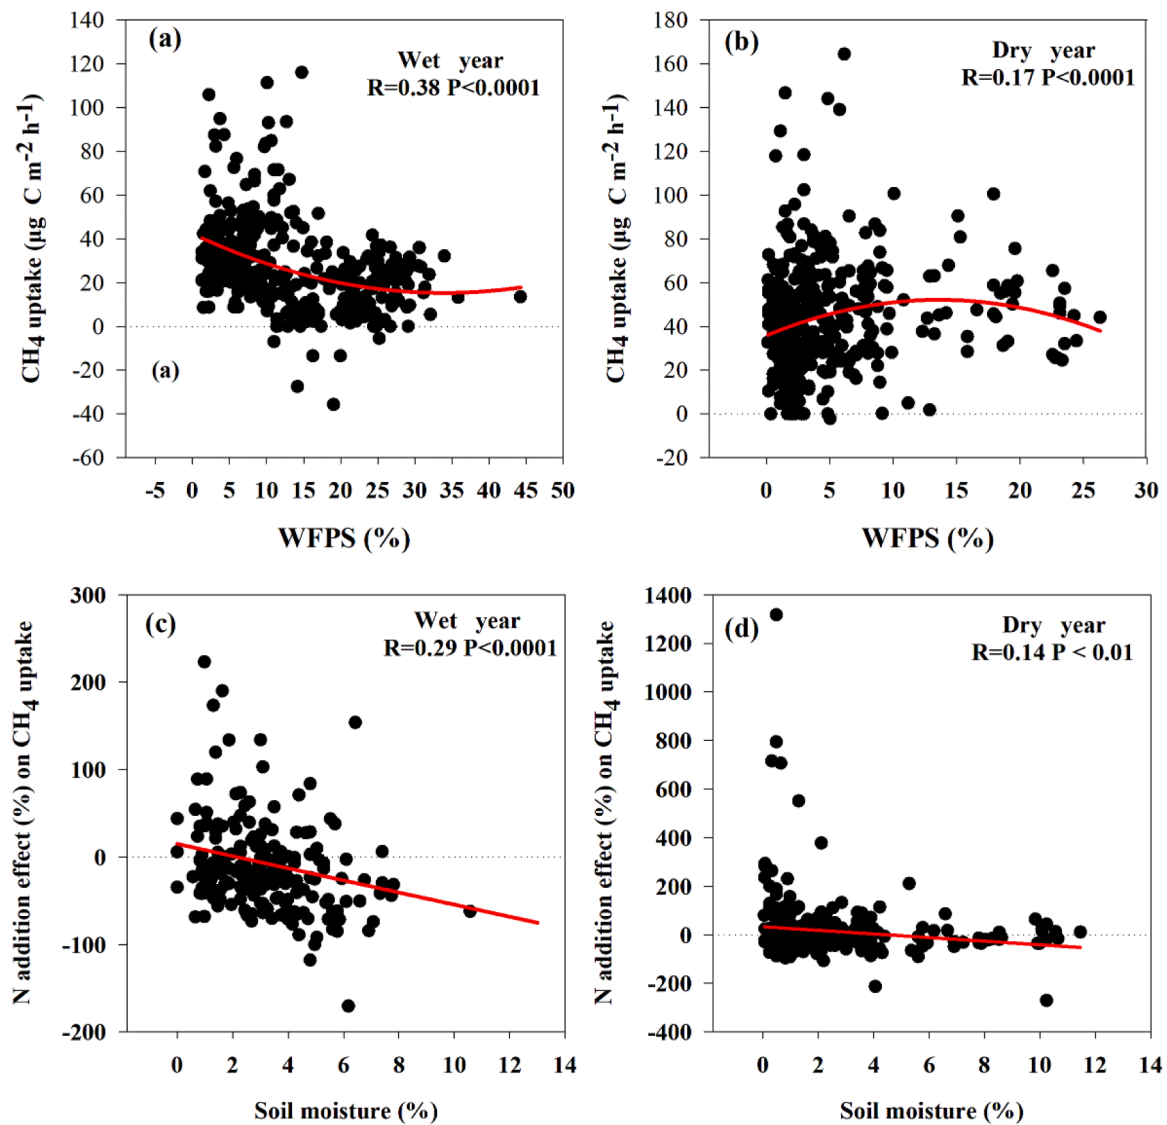 (a)
Wet year
R=0.38 P<0.0001
CH4 uptake (µg C m-2 h-1)
140
120
100
80
60
40
20
0
-20
-40
-60
(a)
-5 0 5 10 15 20 25 30 35 40 45 50
WFPS (%)
(b)
Dry year
R=0.17 P<0.0001
CH4 uptake (µg C m-2 h-1)
180
160
140
120
100
80
60
40
20
0
-20
0 5 10 15 20 25 30
WFPS (%)
(c)
Wet year
R=0.29 P<0.0001
N addition effect (%) on CH4 uptake
300
200
100
0
-100
-200
0 2 4 6 8 10 12 14
Soil moisture (%)
(d)
Dry year
R=0.14 P < 0.01
N addition effect (%) on CH4 uptake
1400
1200
1000
800
600
400
200
0
-200
-400
0 2 4 6 8 10 12 14
Soil moisture (%)